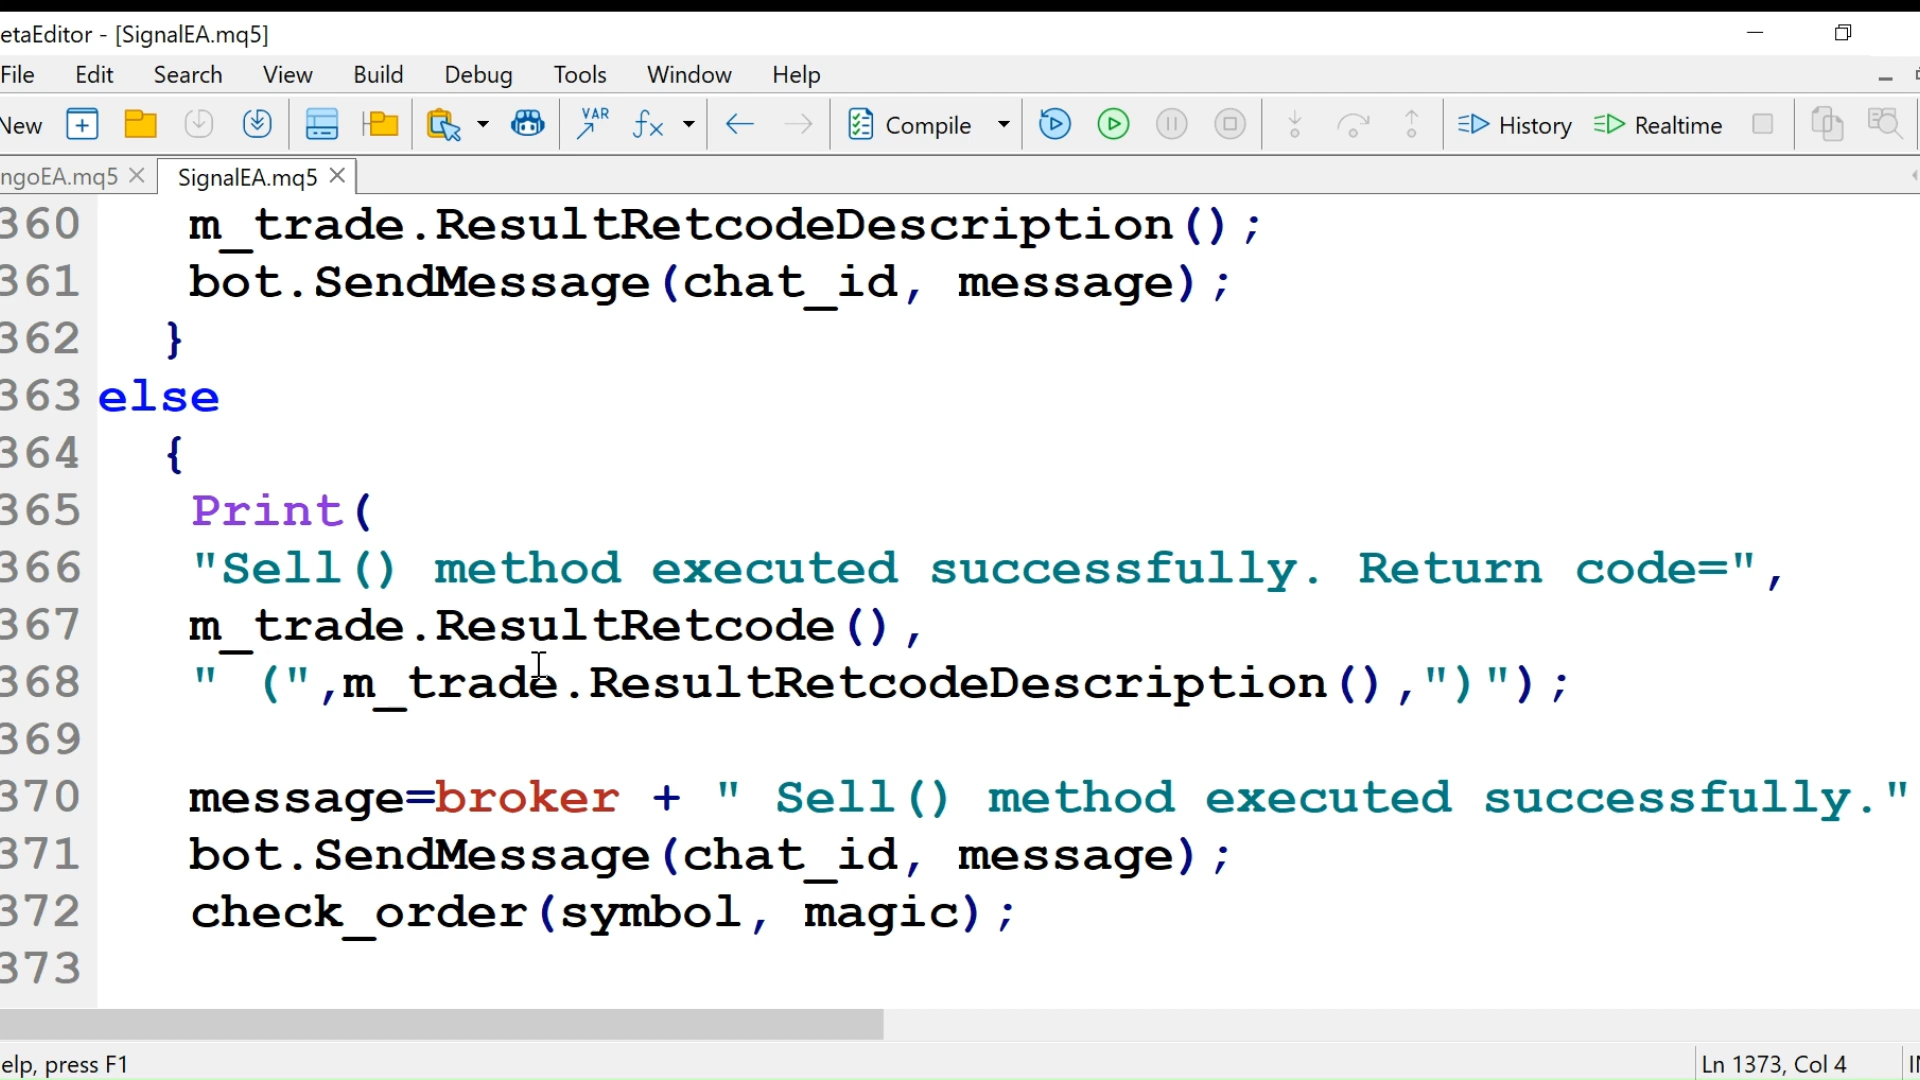 etaEditor - [SignalEA.mq5]
File Edit Search View Build Debug Tools Window Help
New VAR fx Compile History Realtime
ngoEA.mq5 SignalEA.mq5
360 m_trade.ResultRetcodeDescription();
361 bot.SendMessage(chat_id, message);
362 }
363 else
364 {
365 Print(
366 "Sell() method executed successfully. Return code=",
367 m_trade.ResultRetcode(),
368 " (",m_trade.ResultRetcodeDescription(),")");
369
370 message=broker + " Sell() method executed successfully."
371 bot.SendMessage(chat_id, message);
372 check_order(symbol, magic);
373
elp, press F1 Ln 1373, Col 4